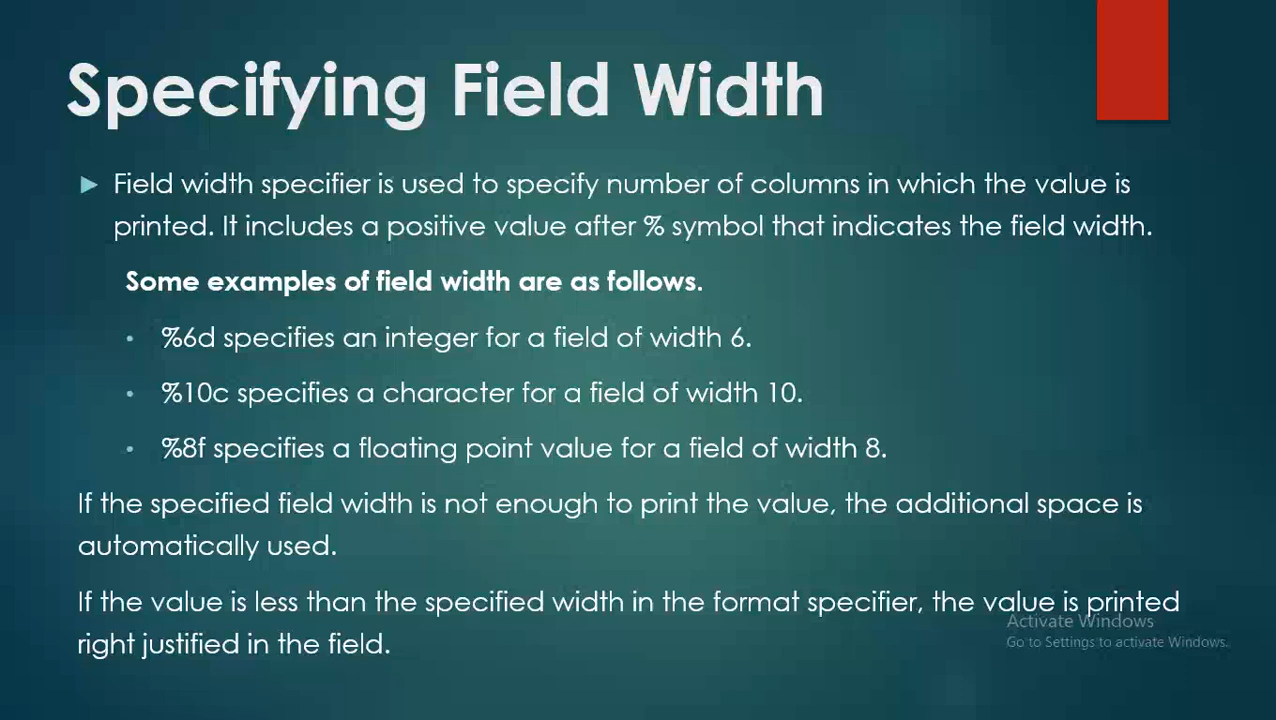 Specifying Field Width
► Field width specifier is used to specify number of columns in which the value is
printed. It includes a positive value after % symbol that indicates the field width.
Some examples of field width are as follows.
• %6d specifies an integer for a field of width 6.
• %10c specifies a character for a field of width 10.
• %8f specifies a floating point value for a field of width 8.
If the specified field width is not enough to print the value, the additional space is
automatically used.
If the value is less than the specified width in the format specifier, the value is printed
right justified in the field.
Activate Windows
Go to Settings to activate Windows.